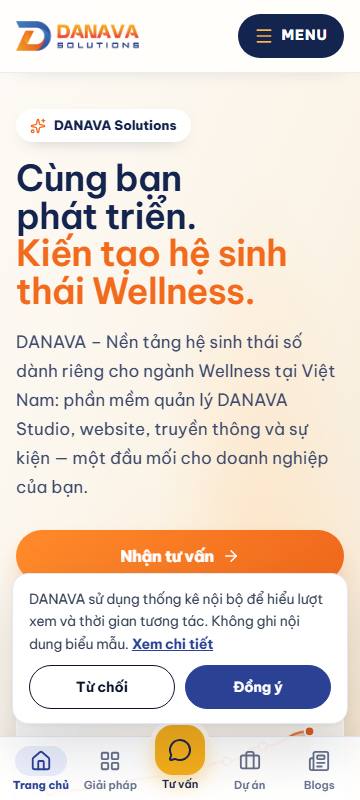 DANAVA
SOLUTIONS
MENU
DANAVA Solutions
Cùng bạn
phát triển.
Kiến tạo hệ sinh
thái Wellness.
DANAVA – Nền tảng hệ sinh thái số
dành riêng cho ngành Wellness tại Việt
Nam: phần mềm quản lý DANAVA
Studio, website, truyền thông và sự
kiện — một đầu mối cho doanh nghiệp
của bạn.
Nhận tư vấn →
DANAVA sử dụng thống kê nội bộ để hiểu lượt
xem và thời gian tương tác. Không ghi nội
dung biểu mẫu. Xem chi tiết
Từ chối
Đồng ý
Trang chủ
Giải pháp
Tư vấn
Dự án
Blogs